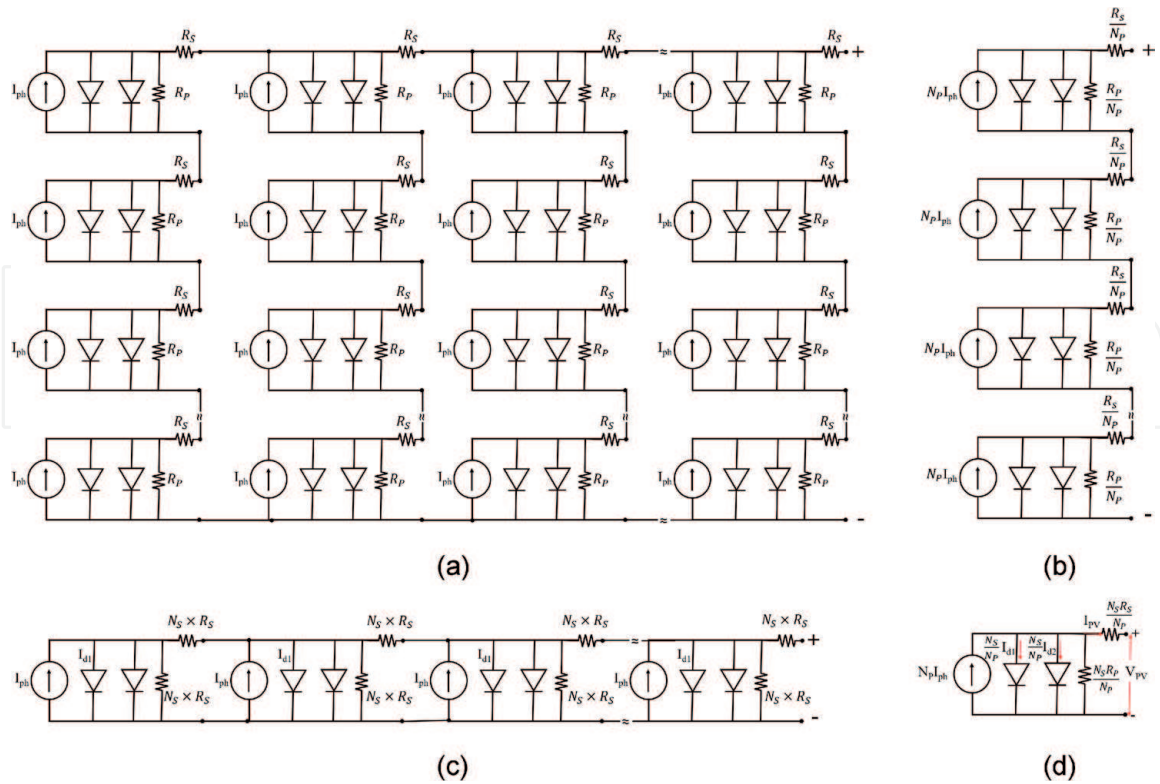 R_S R_S R_S R_S +
I_ph R_P I_ph R_P I_ph R_P I_ph R_P
R_S R_S R_S R_S
I_ph R_P I_ph R_P I_ph R_P I_ph R_P
R_S R_S R_S R_S
I_ph R_P I_ph R_P I_ph R_P I_ph R_P
R_S R_S R_S R_S
I_ph R_P I_ph R_P I_ph R_P I_ph R_P
≈ -
(a)
R_S/N_P +
N_P I_ph R_P/N_P
R_S/N_P
N_P I_ph R_P/N_P
R_S/N_P
N_P I_ph R_P/N_P
R_S/N_P
N_P I_ph R_P/N_P
-
(b)
N_S × R_S N_S × R_S N_S × R_S N_S × R_S +
I_ph I_d1 I_ph I_d1 I_ph I_d1 I_ph I_d1
N_S × R_S N_S × R_S N_S × R_S N_S × R_S
≈ -
(c)
I_PV N_S R_S/N_P +
N_P I_ph N_S/N_P I_d1 N_S/N_P I_d2 N_S R_P/N_P V_PV
-
(d)